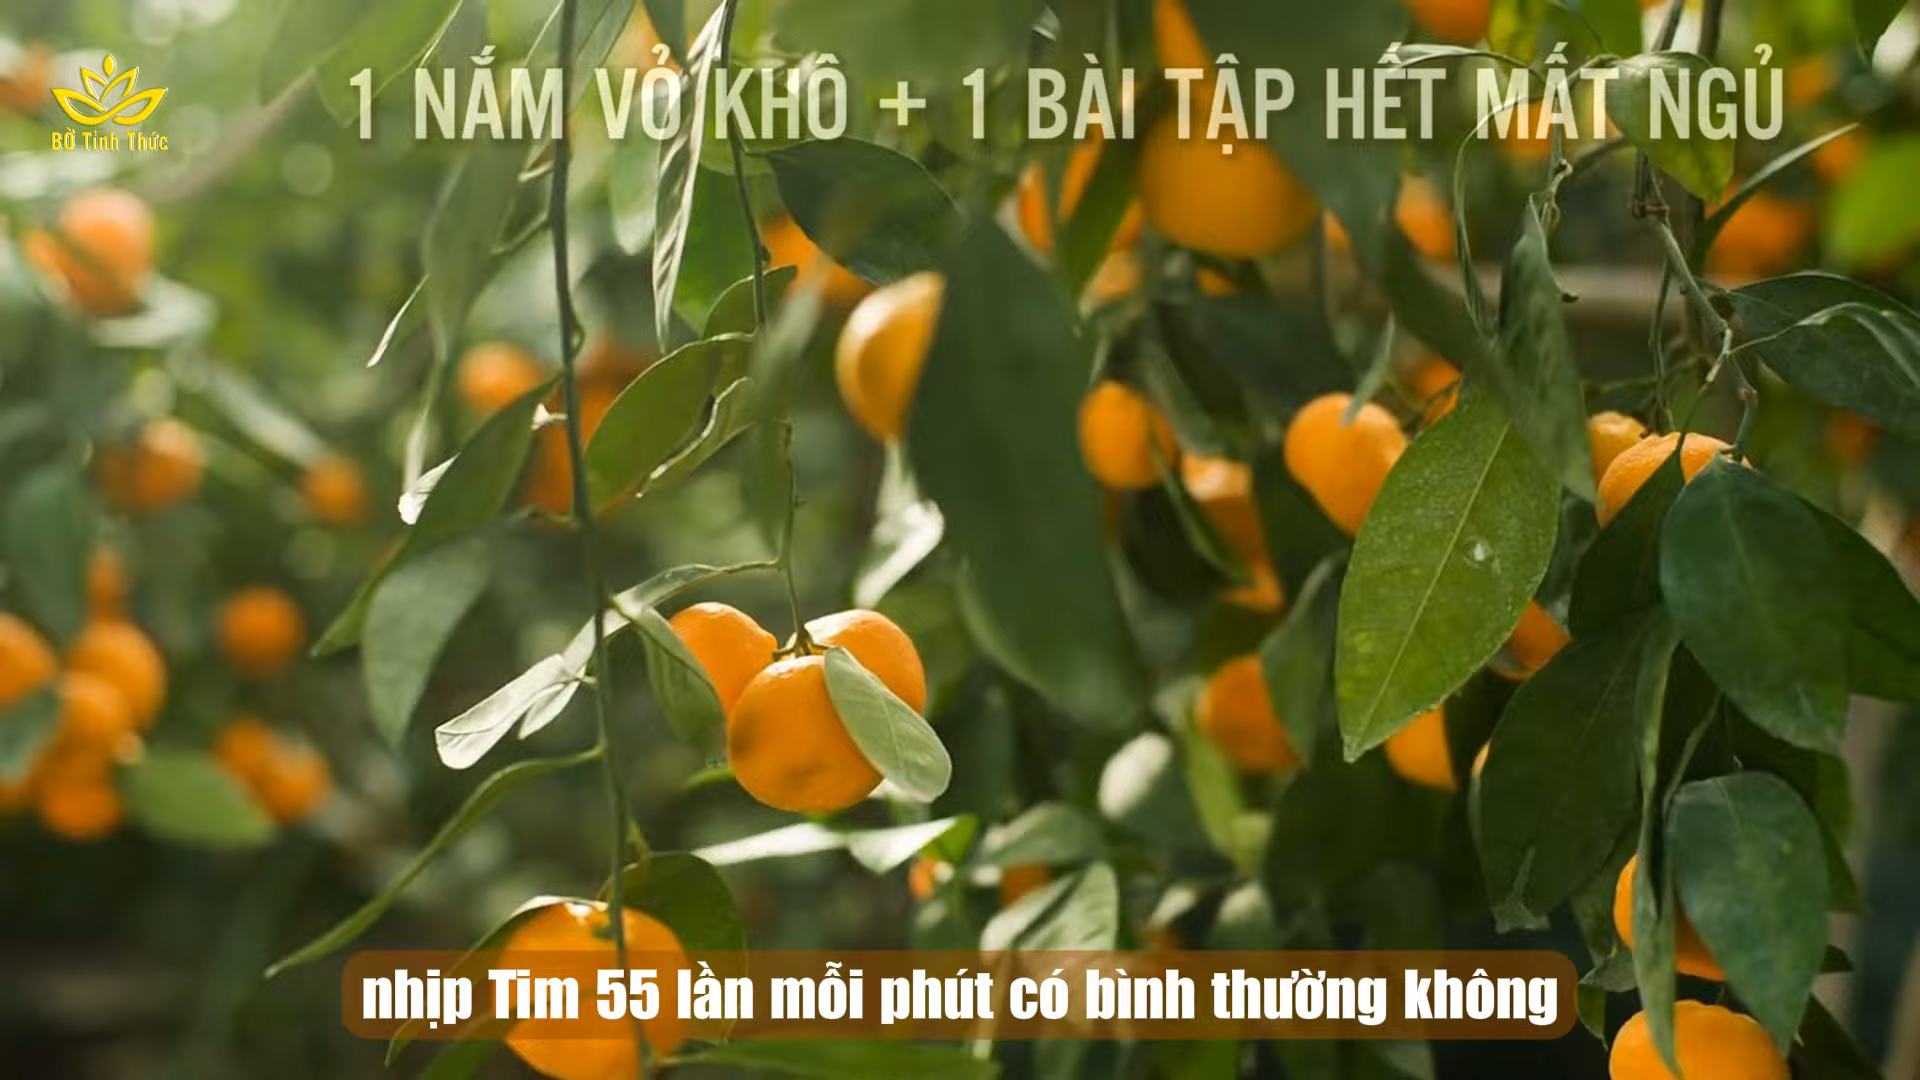 1 NẮM VỎ KHÔ + 1 BÀI TẬP HẾT MẤT NGỦ
BỜ Tỉnh Thức
nhịp Tim 55 lần mỗi phút có bình thường không